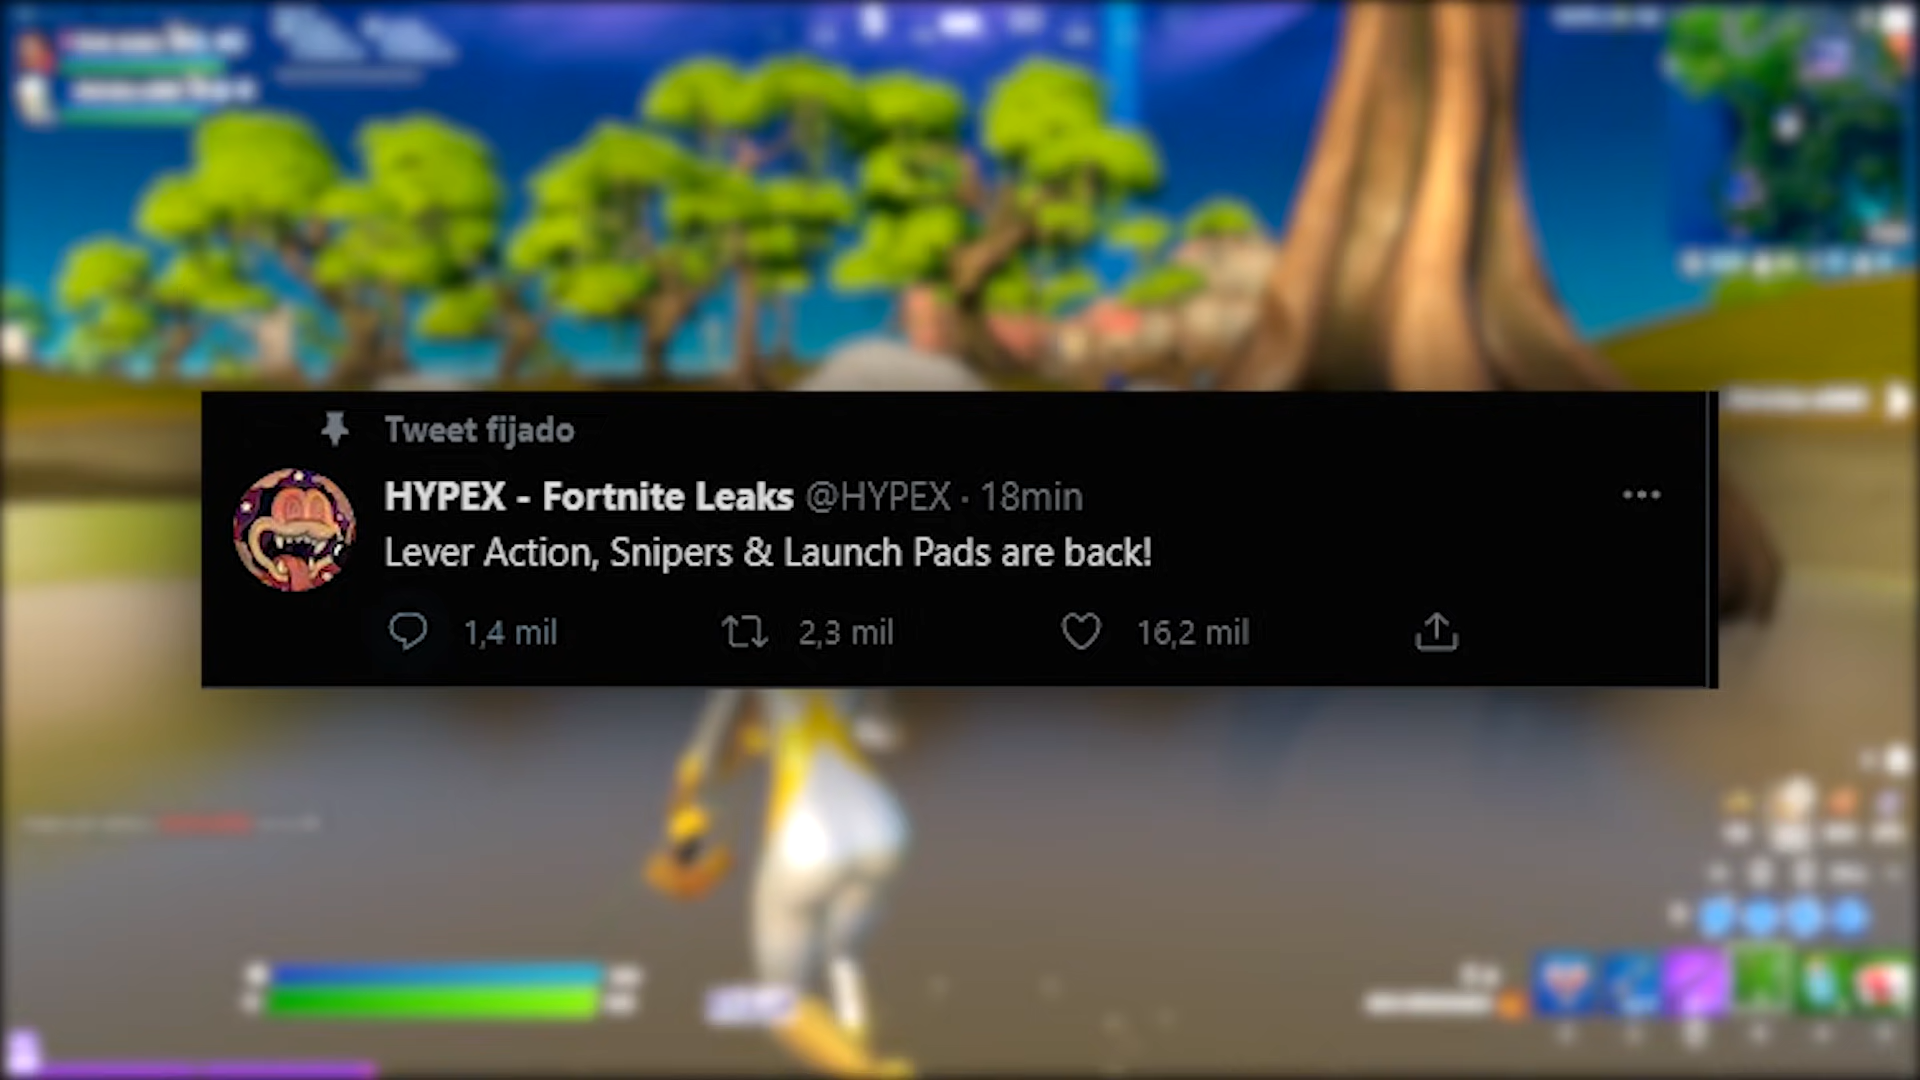 Tweet fijado
HYPEX - Fortnite Leaks @HYPEX · 18min
Lever Action, Snipers & Launch Pads are back!
1,4 mil 2,3 mil 16,2 mil